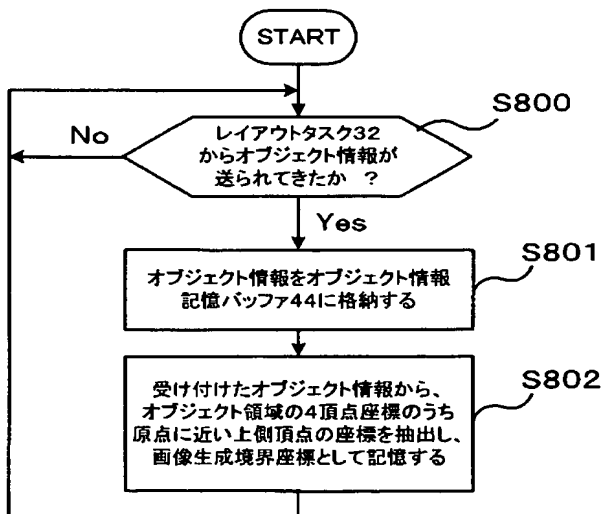 START
S800
No
レイアウトタスク32
からオブジェクト情報が
送られてきたか　？
Yes
S801
オブジェクト情報をオブジェクト情報
記憶バッファ44に格納する
S802
受け付けたオブジェクト情報から、
オブジェクト領域の4頂点座標のうち
原点に近い上側頂点の座標を抽出し、
画像生成境界座標として記憶する